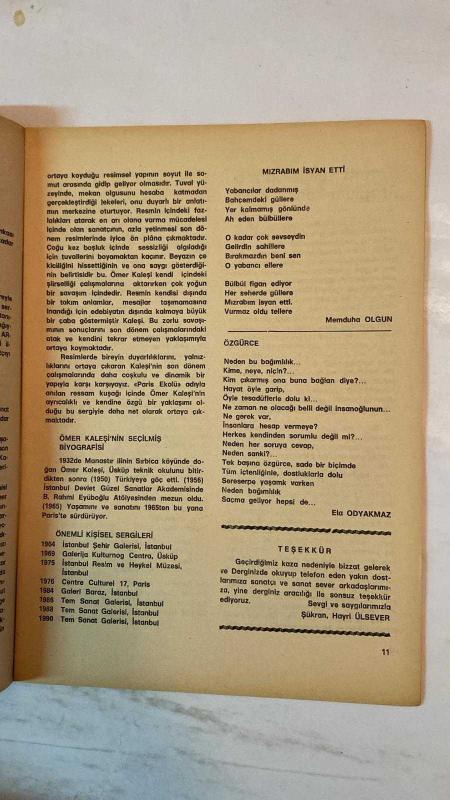 ortaya koyduğu resimsel yapının soyut ile so-
mut arasında gidip geliyor olmasıdır. Tuval yü-
zeyinde, mekan olgusunu hesaba katmadan
gerçekleştirdiği lekeleri, onu duyarlı bir anlatı-
mın merkezine oturtuyor. Resmin içindeki faz-
lalıkları atarak en arı olana varma mücadelesi
içinde olan sanatçının, azla yetinmesi son dö-
nem resimlerinde iyice ön plâna çıkmaktadır.
Çoğu kez boşluk içinde sessizliği algıladığı
için tuvallerini boyamaktan kaçınır. Beyazın çe
kiciliğini hissettiğinin ve ona saygı gösterdiği-
nin belirtisidir bu. Ömer Kaleşi kendi içindeki
şiirselliği çalışmalarına aktarırken çok yoğun
bir savaşım içindedir. Resmin kendisi dışında
bir takım anlamlar, mesajlar taşımamasına
inandığı için edebiyatın dışında kalmaya büyük
bir çaba göstermiştir Kaleşi. Bu zorlu savaşı-
mının sonuçlarını son dönem çalışmalarındaki
atak ve kendini tekrar etmeyen yaklaşımıyla
ortaya koymaktadır.
Resimlerde bireyin duyarlılıklarını, yalnız-
lıklarını ortaya çıkaran Kaleşi'nin son dönem
çalışmalarında daha coşkulu ve dinamik bir
yapıyla karşı karşıyayız. «Paris Ekolü» adıyla
anılan ressam kuşağı içinde Ömer Kaleşi'nin
ayrıcalıklı ve kendine özgü bir yaklaşımı ol-
duğu bu sergiyle daha net olarak ortaya çık-
maktadır.
ÖMER KALEŞİ'NİN SEÇİLMİŞ
BİYOGRAFİSİ
1932de Manastır ilinin Sırbica köyünde do-
ğan Ömer Kaleşi, Üsküp teknik okulunu bitir-
dikten sonra (1950) Türkiyeye göç etti. (1956)
İstanbul Devlet Güzel Sanatlar Akademisinde
B. Rahmi Eyüboğlu Atölyesinden mezun oldu.
(1965) Yaşamını ve sanatını 1965ten bu yana
Paris'te sürdürüyor.
ÖNEMLİ KİŞİSEL SERGİLERİ
1964 İstanbul Şehir Galerisi, İstanbul
1969 Galerija Kulturnog Centra, Üsküp
1975 İstanbul Resim ve Heykel Müzesi,
İstanbul
1976 Centre Culturel 17, Paris
1984 Galeri Baraz, İstanbul
1986 Tem Sanat Galerisi, İstanbul
1988 Tem Sanat Galerisi, İstanbul
1990 Tem Sanat Galerisi, İstanbul
MIZRABIM İSYAN ETTİ
Yabancılar dadanmış
Bahçemdeki güllere
Yer kalmamış gönlünde
Ah eden bülbüllere
O kadar çok sevseydin
Gelirdin sahillere
Bırakmazdın beni sen
O yabancı ellere
Bülbül figan ediyor
Her seherde güllere
Mızrabım isyan etti.
Vurmaz oldu tellere
Memduha OLGUN
ÖZGÜRCE
Neden bu bağımlılık...
Kime, neye, niçin?...
Kim çıkarmış ona buna bağlan diye?...
Hayat öyle garip,
Öyle tesadüflerle dolu ki...
Ne zaman ne olacağı belli değil insanoğlunun...
Ne gerek var,
İnsanlara hesap vermeye?
Herkes kendinden sorumlu değil mi?...
Neden her soruya cevap,
Neden sanki?...
Tek başına özgürce, sade bir biçimde
Tüm içtenliğinle, dostluklarla dolu
Sereserpe yaşamk varken
Neden bağımlılık
Saçma geliyor hepsi de...
Ela ODYAKMAZ
TEŞEKKÜR
Geçirdiğimiz kaza nedeniyle bizzat gelerek
ve Derginizde okuyup telefon eden yakın dost-
larımıza sanatçı ve sanat sever arkadaşlarımı-
za, yine derginiz aracılığı ile sonsuz teşekkür
ediyoruz.
Sevgi ve saygılarımızla
Şükran, Hayri ÜLSEVER
11